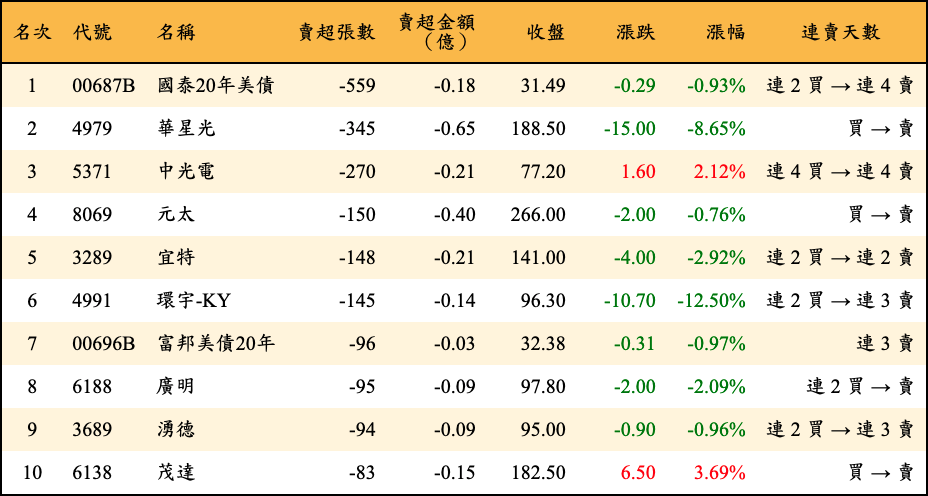 名次 代號 名稱 賣超張數 賣超金額（億） 收盤 漲跌 漲幅 連賣天數
1 00687B 國泰20年美債 -559 -0.18 31.49 -0.29 -0.93% 連 2 買 → 連 4 賣
2 4979 華星光 -345 -0.65 188.50 -15.00 -8.65% 買 → 賣
3 5371 中光電 -270 -0.21 77.20 1.60 2.12% 連 4 買 → 連 4 賣
4 8069 元太 -150 -0.40 266.00 -2.00 -0.76% 買 → 賣
5 3289 宜特 -148 -0.21 141.00 -4.00 -2.92% 連 2 買 → 連 2 賣
6 4991 環宇-KY -145 -0.14 96.30 -10.70 -12.50% 連 2 買 → 連 3 賣
7 00696B 富邦美債20年 -96 -0.03 32.38 -0.31 -0.97% 連 3 賣
8 6188 廣明 -95 -0.09 97.80 -2.00 -2.09% 連 2 買 → 賣
9 3689 湧德 -94 -0.09 95.00 -0.90 -0.96% 連 2 買 → 連 3 賣
10 6138 茂達 -83 -0.15 182.50 6.50 3.69% 買 → 賣